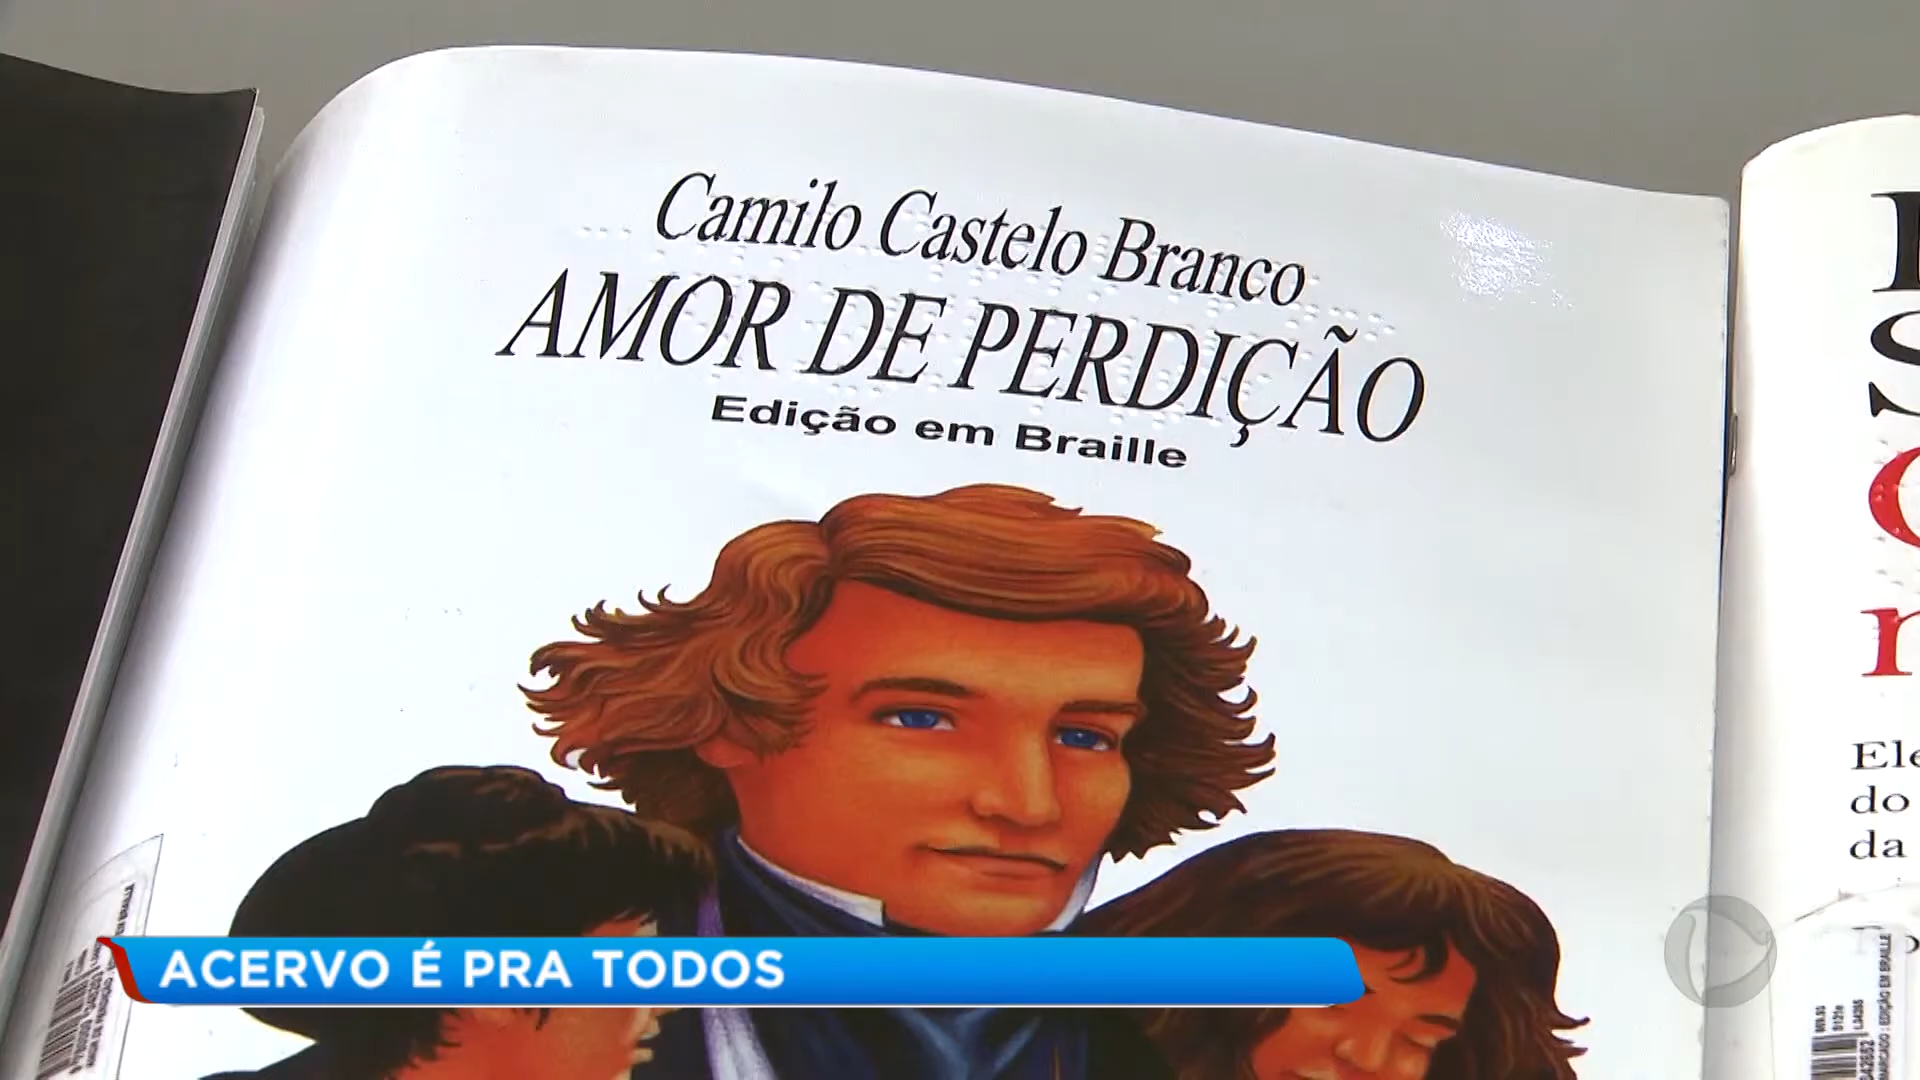 Camilo Castelo Branco
AMOR DE PERDIÇÃO
Edição em Braille
Ele
do
da
ACERVO É PRA TODOS